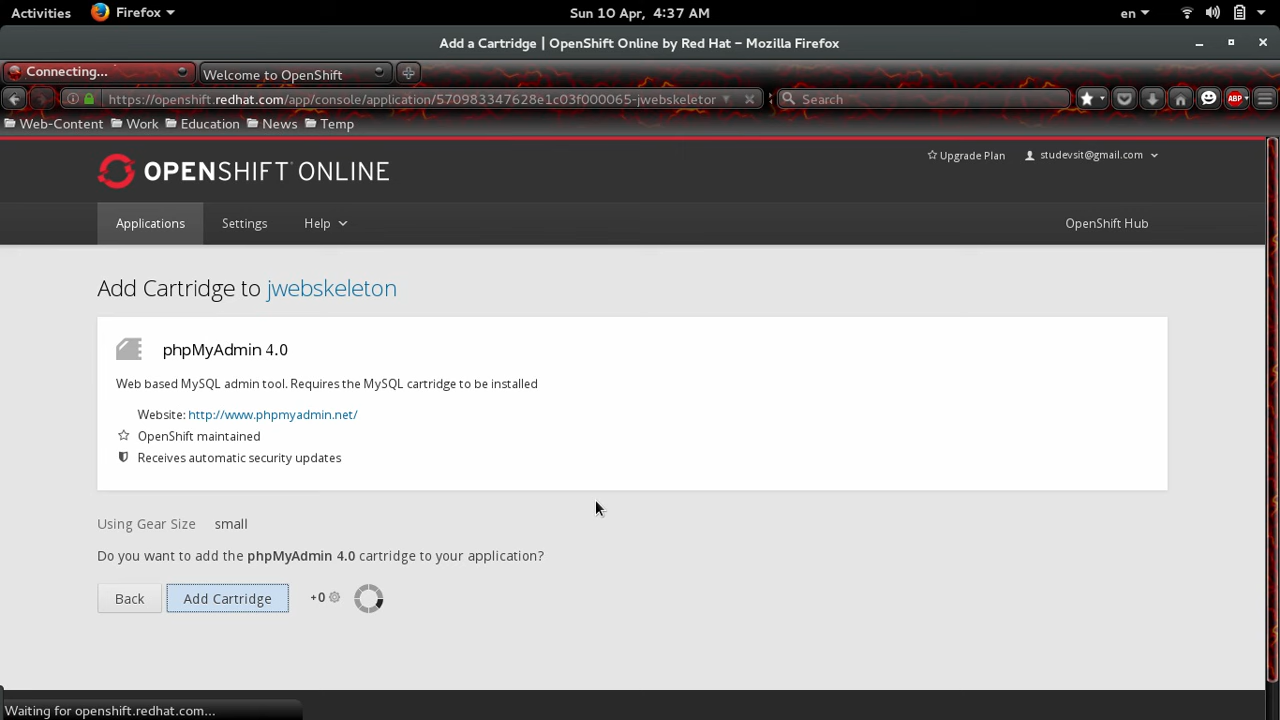 Activities Firefox Sun 10 Apr, 4:37 AM en
Add a Cartridge | OpenShift Online by Red Hat – Mozilla Firefox
Connecting... Welcome to OpenShift
https://openshift.redhat.com/app/console/application/570983347628e1c03f000065-jwebskeletor Search ABP
Web-Content Work Education News Temp
OPENSHIFT ONLINE Upgrade Plan studevsit@gmail.com
Applications Settings Help OpenShift Hub
Add Cartridge to jwebskeleton
phpMyAdmin 4.0
Web based MySQL admin tool. Requires the MySQL cartridge to be installed
Website: http://www.phpmyadmin.net/
OpenShift maintained
Receives automatic security updates
Using Gear Size small
Do you want to add the phpMyAdmin 4.0 cartridge to your application?
Back Add Cartridge +0
Waiting for openshift.redhat.com...